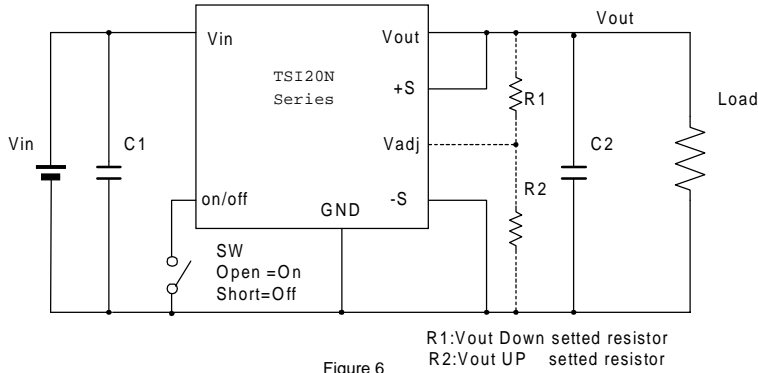 Vout
Vin
Vout
TSI20N
Series
+S
R1
Load
Vin
C1
Vadj
C2
R2
on/off
GND
-S
SW
Open =On
Short=Off
R1:Vout Down setted resistor
R2:Vout UP setted resistor
Figure 6